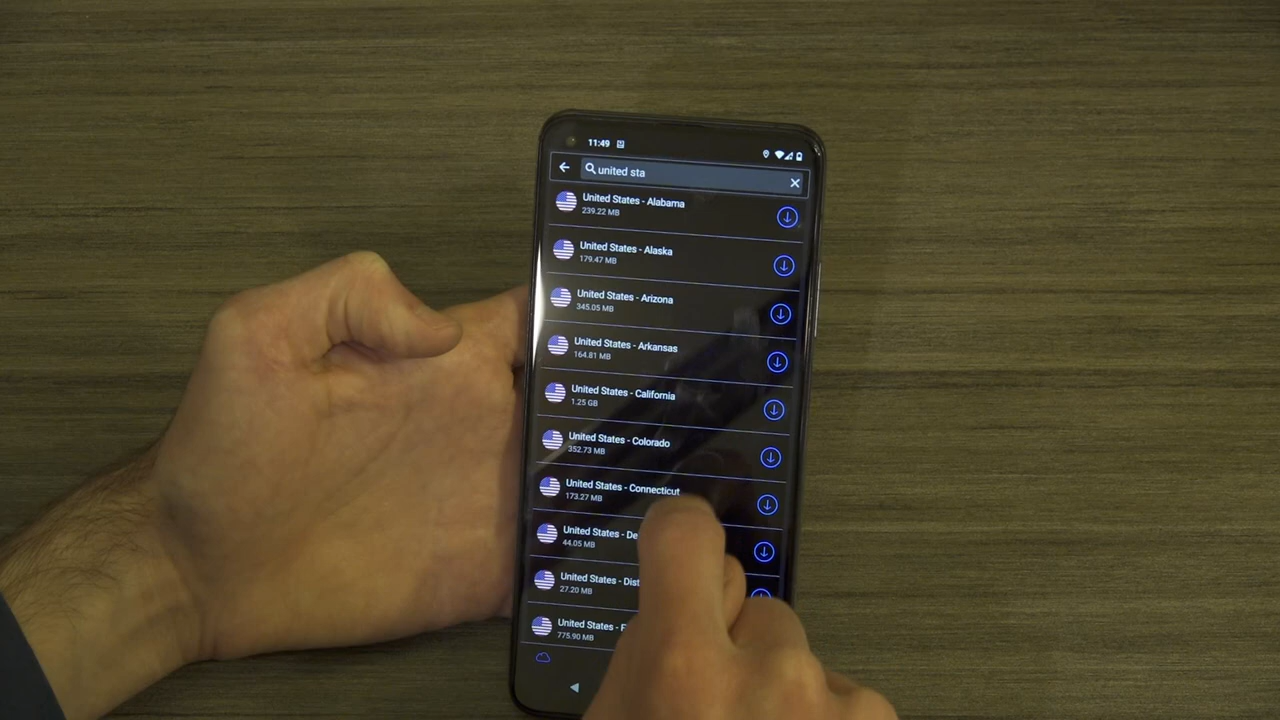 11:49
united sta
United States - Alabama
239.22 MB
United States - Alaska
179.47 MB
United States - Arizona
345.05 MB
United States - Arkansas
164.81 MB
United States - California
1.25 GB
United States - Colorado
352.73 MB
United States - Connecticut
173.27 MB
United States - De
44.05 MB
United States - Dist
27.20 MB
United States - F
775.90 MB